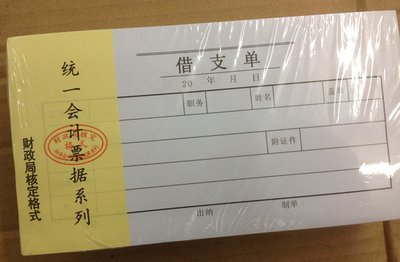 借支单
20 年 月 日
职务 姓名
附证件
出纳 制单
统一会计票据系列
财政局核定格式